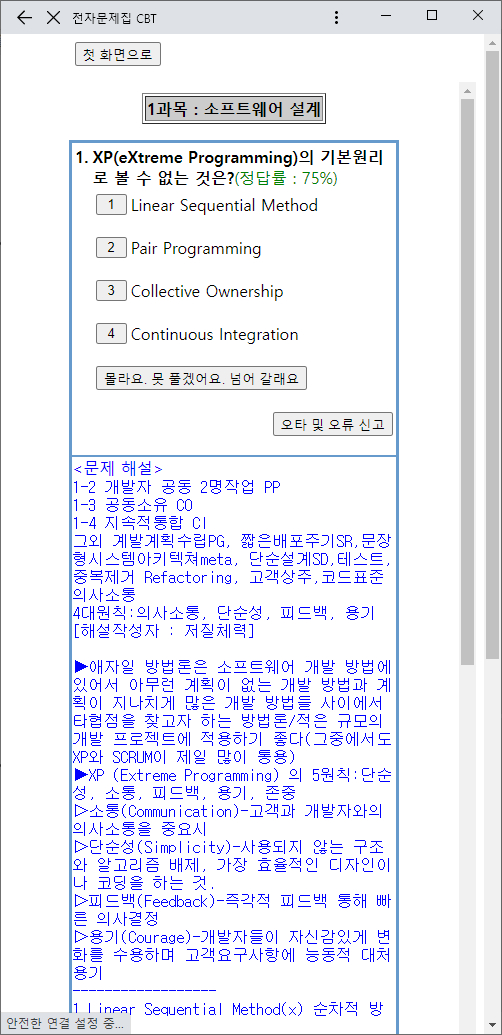 전자문제집 CBT
첫 화면으로
1과목 : 소프트웨어 설계
1. XP(eXtreme Programming)의 기본원리
로 볼 수 없는 것은?(정답률 : 75%)
1 Linear Sequential Method
2 Pair Programming
3 Collective Ownership
4 Continuous Integration
몰라요. 못 풀겠어요. 넘어 갈래요
오타 및 오류 신고
<문제 해설>
1-2 개발자 공동 2명작업 PP
1-3 공동소유 CO
1-4 지속적통합 CI
그외 계발계획수립PG, 짧은배포주기SR,문장
형시스템아키텍쳐meta, 단순설계SD,테스트,
중복제거 Refactoring, 고객상주,코드표준
의사소통
4대원칙:의사소통, 단순성, 피드백, 용기
[해설작성자 : 저질체력]
▶애자일 방법론은 소프트웨어 개발 방법에
있어서 아무런 계획이 없는 개발 방법과 계
획이 지나치게 많은 개발 방법들 사이에서
타협점을 찾고자 하는 방법론/적은 규모의
개발 프로젝트에 적용하기 좋다(그중에서도
XP와 SCRUM이 제일 많이 통용)
▶XP (Extreme Programming) 의 5원칙:단순
성, 소통, 피드백, 용기, 존중
▷소통(Communication)-고객과 개발자와의
의사소통을 중요시
▷단순성(Simplicity)-사용되지 않는 구조
와 알고리즘 배제, 가장 효율적인 디자인이
나 코딩을 하는 것.
▷피드백(Feedback)-즉각적 피드백 통해 빠
른 의사결정
▷용기(Courage)-개발자들이 자신감있게 변
화를 수용하며 고객요구사항에 능동적 대처
용기
------------------
1.Linear Sequential Method(x) 순차적 방
안전한 연결 설정 중...